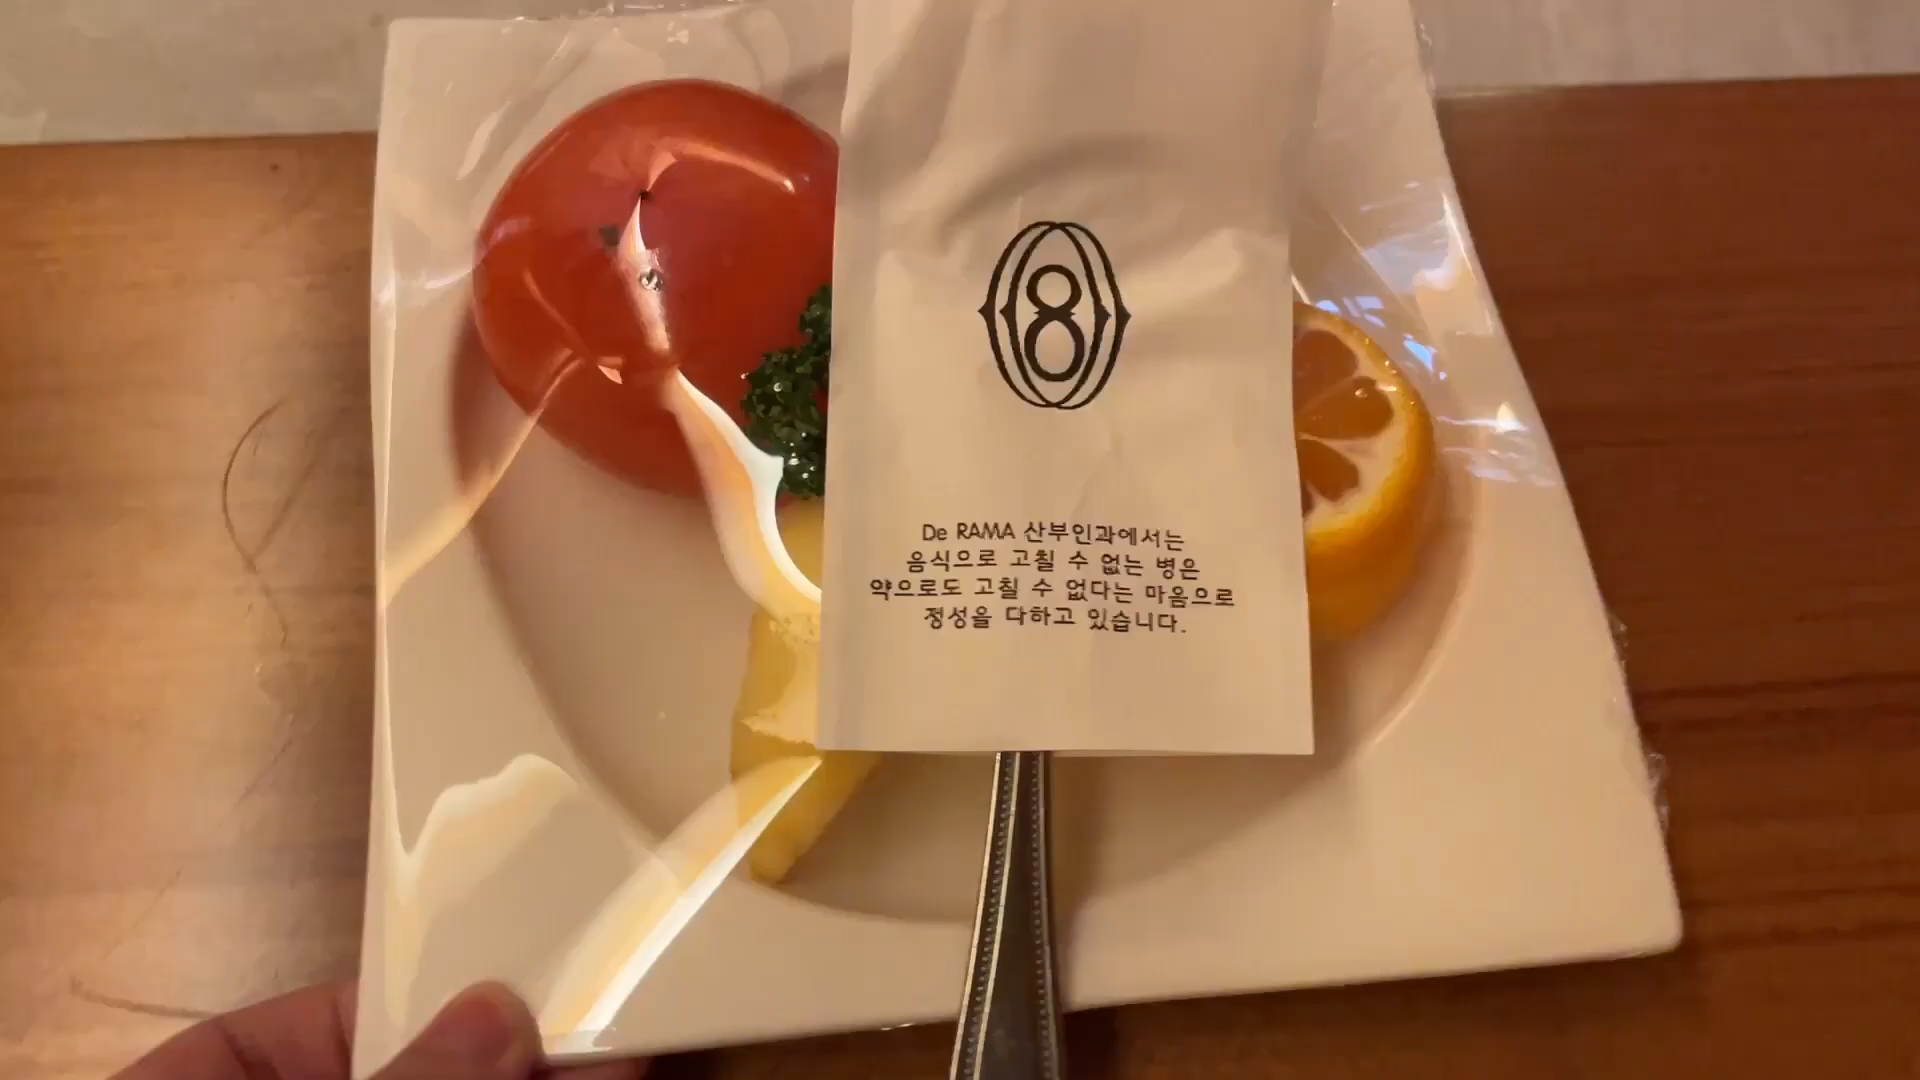 De RAMA 산부인과에서는
음식으로 고칠 수 없는 병은
약으로도 고칠 수 없다는 마음으로
정성을 다하고 있습니다.